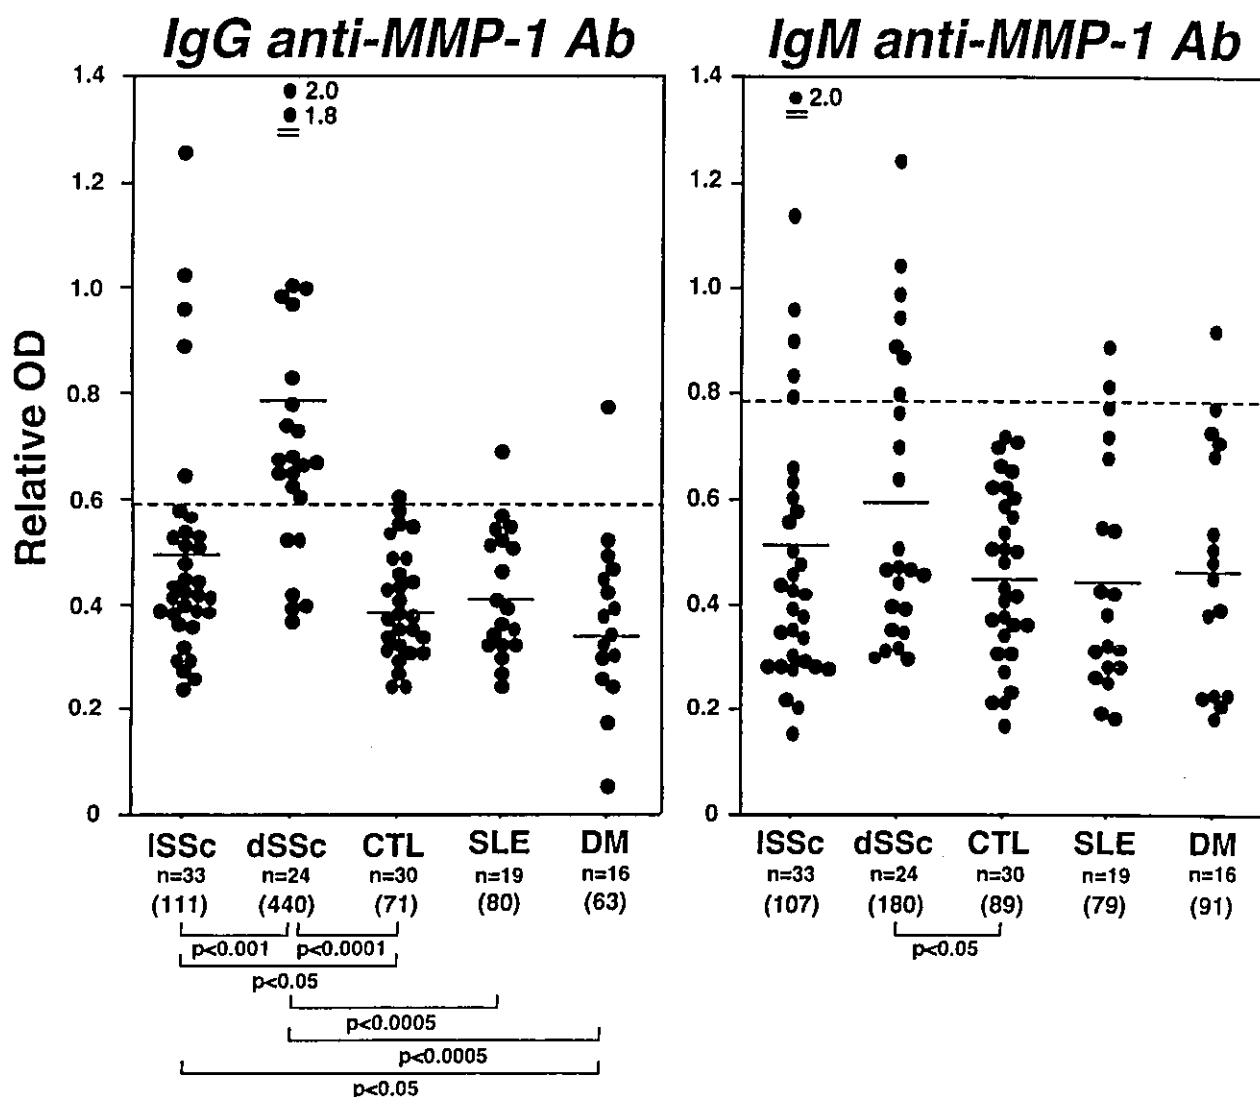 IgG anti-MMP-1 Ab
IgM anti-MMP-1 Ab
Relative OD
1.4
1.2
1.0
0.8
0.6
0.4
0.2
0
2.0
1.8
lSSc dSSc CTL SLE DM
n=33 n=24 n=30 n=19 n=16
(111) (440) (71) (80) (63)
p<0.001 p<0.0001
p<0.05
p<0.0005
p<0.0005
p<0.05
1.4
1.2
1.0
0.8
0.6
0.4
0.2
0
2.0
lSSc dSSc CTL SLE DM
n=33 n=24 n=30 n=19 n=16
(107) (180) (89) (79) (91)
p<0.05